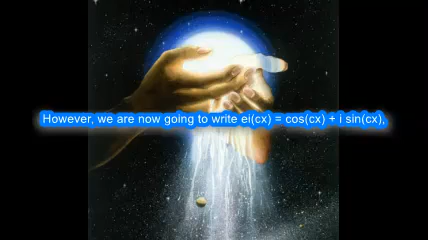 However, we are now going to write ei(cx) = cos(cx) + i sin(cx),